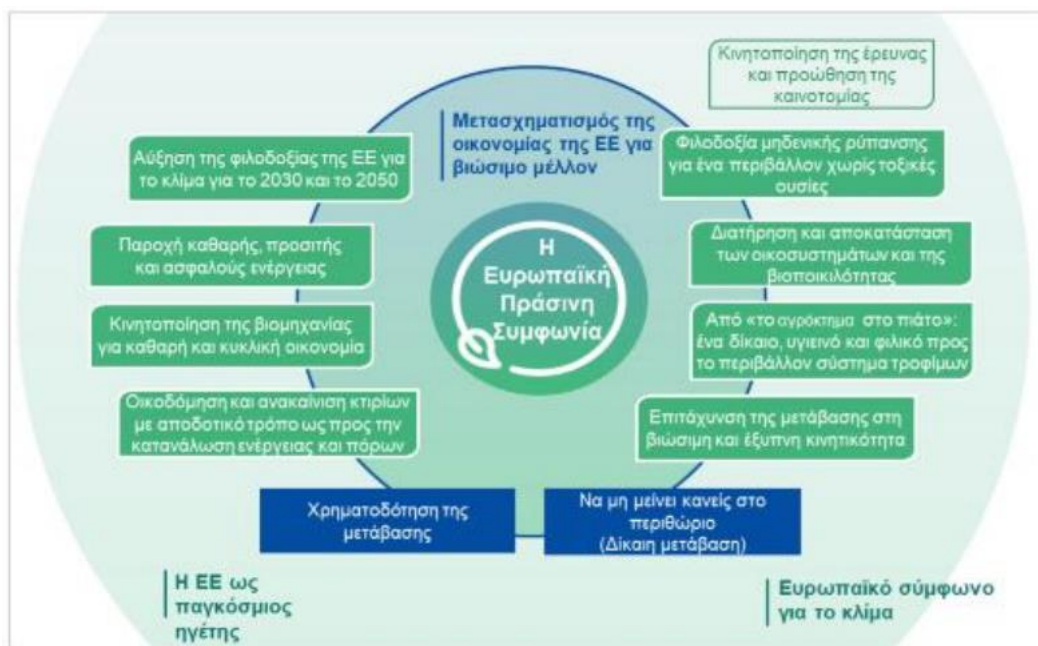 Κινητοποίηση της έρευνας
και προώθηση της
καινοτομίας
Μετασχηματισμός της
οικονομίας της ΕΕ για
βιώσιμο μέλλον
Αύξηση της φιλοδοξίας της ΕΕ για
το κλίμα για το 2030 και το 2050
Φιλοδοξία μηδενικής ρύπανσης
για ένα περιβάλλον χωρίς τοξικές
ουσίες
Παροχή καθαρής, προσιτής
και ασφαλούς ενέργειας
Διατήρηση και αποκατάσταση
των οικοσυστημάτων και της
βιοποικιλότητας
Η
Ευρωπαϊκή
Πράσινη
Συμφωνία
Κινητοποίηση της βιομηχανίας
για καθαρή και κυκλική οικονομία
Από «το αγρόκτημα στο πιάτο»:
ένα δίκαιο, υγιεινό και φιλικό προς
το περιβάλλον σύστημα τροφίμων
Οικοδόμηση και ανακαίνιση κτιρίων
με αποδοτικό τρόπο ως προς την
κατανάλωση ενέργειας και πόρων
Επιτάχυνση της μετάβασης στη
βιώσιμη και έξυπνη κινητικότητα
Χρηματοδότηση της
μετάβασης
Να μη μείνει κανείς στο
περιθώριο
(Δίκαιη μετάβαση)
Η ΕΕ ως
παγκόσμιος
ηγέτης
Ευρωπαϊκό σύμφωνο
για το κλίμα